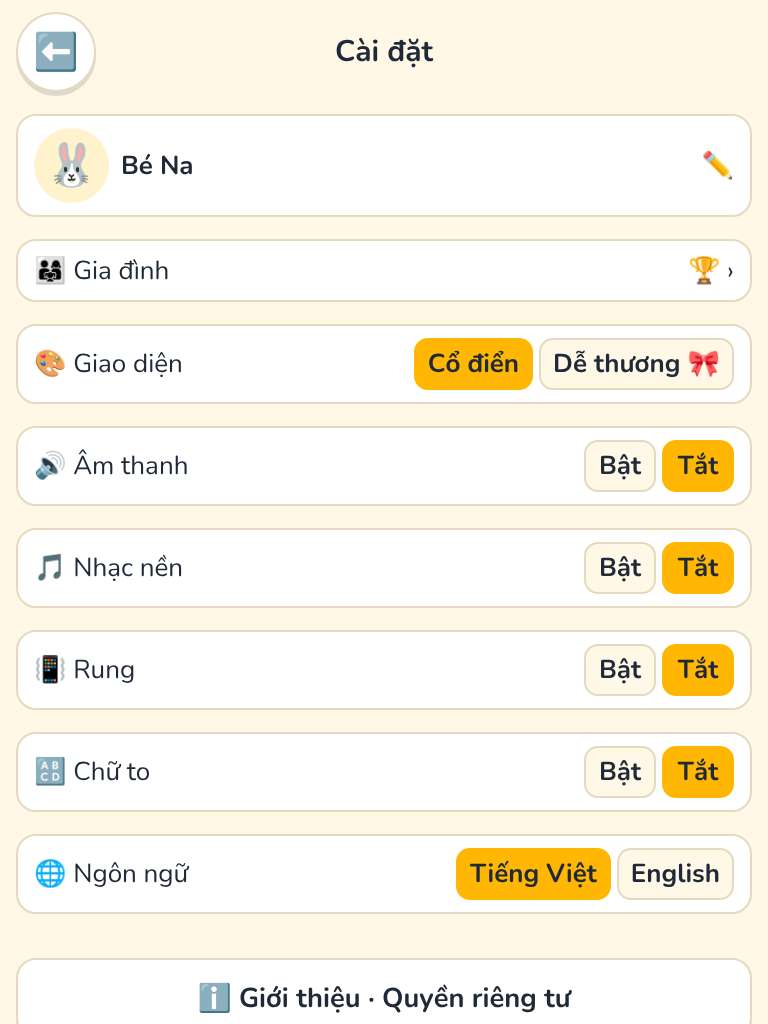 Cài đặt
Bé Na
Gia đình ›
Giao diện Cổ điển Dễ thương
Âm thanh Bật Tắt
Nhạc nền Bật Tắt
Rung Bật Tắt
Chữ to Bật Tắt
Ngôn ngữ Tiếng Việt English
Giới thiệu · Quyền riêng tư